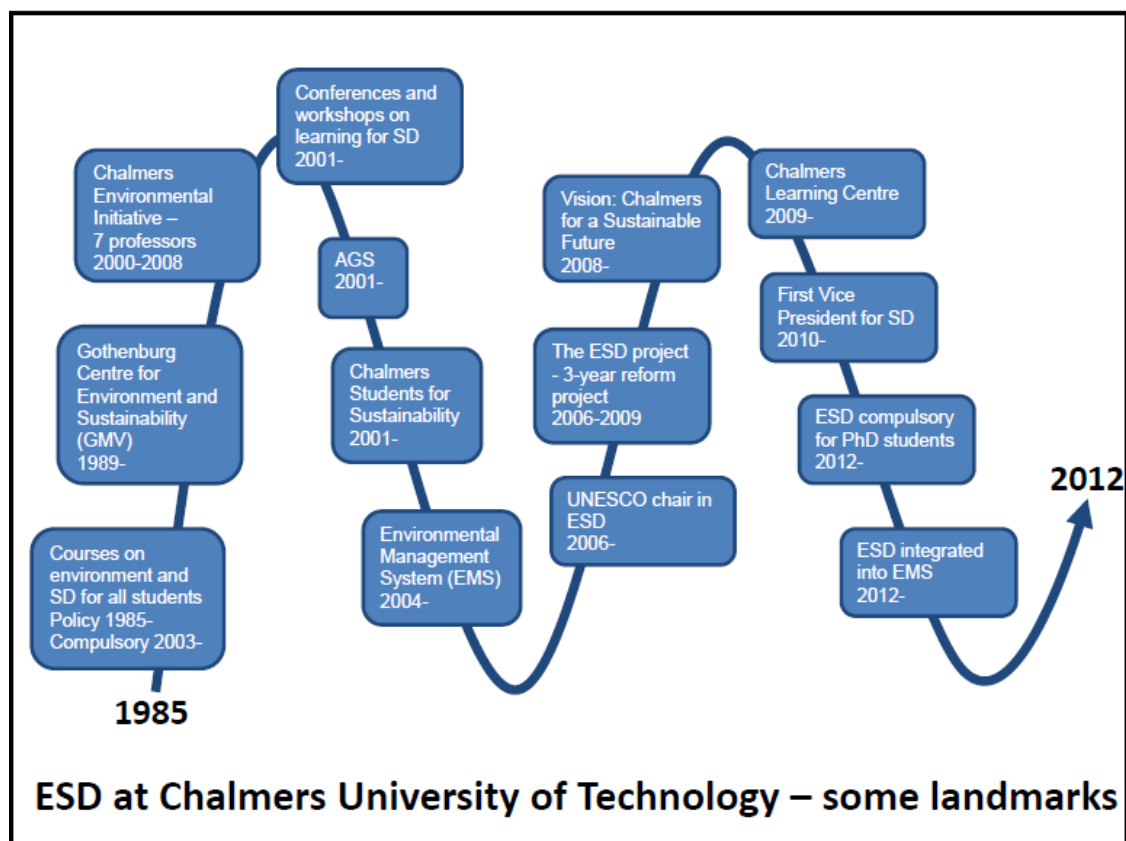 1985
Courses on
environment and
SD for all students
Policy 1985-
Compulsory 2003-
Gothenburg
Centre for
Environment and
Sustainability
(GMV)
1989-
Chalmers
Environmental
Initiative –
7 professors
2000-2008
Conferences and
workshops on
learning for SD
2001-
AGS
2001-
Chalmers
Students for
Sustainability
2001-
Environmental
Management
System (EMS)
2004-
UNESCO chair in
ESD
2006-
The ESD project
- 3-year reform
project
2006-2009
Vision: Chalmers
for a Sustainable
Future
2008-
Chalmers
Learning Centre
2009-
First Vice
President for SD
2010-
ESD compulsory
for PhD students
2012-
ESD integrated
into EMS
2012-
2012
ESD at Chalmers University of Technology – some landmarks